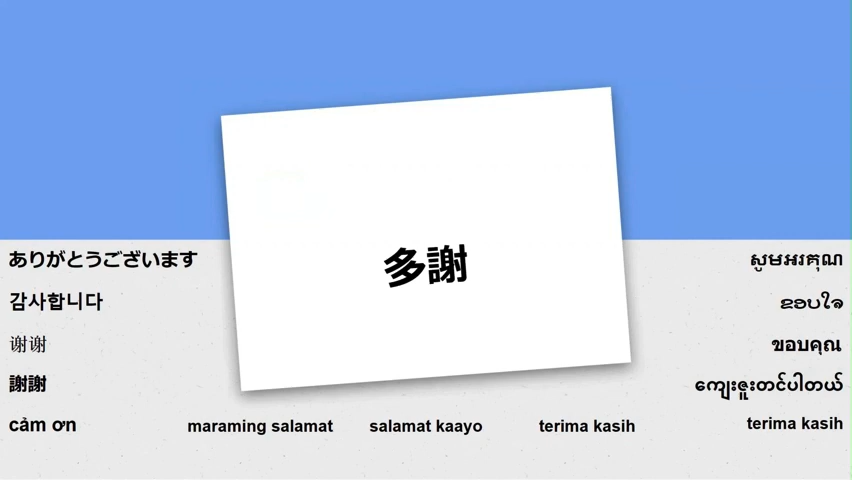 多謝
ありがとうございます
감사합니다
谢谢
謝謝
cảm ơn
maraming salamat
salamat kaayo
terima kasih
សូមអរគុណ
ຂອບໃຈ
ขอบคุณ
ကျေးဇူးတင်ပါတယ်
terima kasih